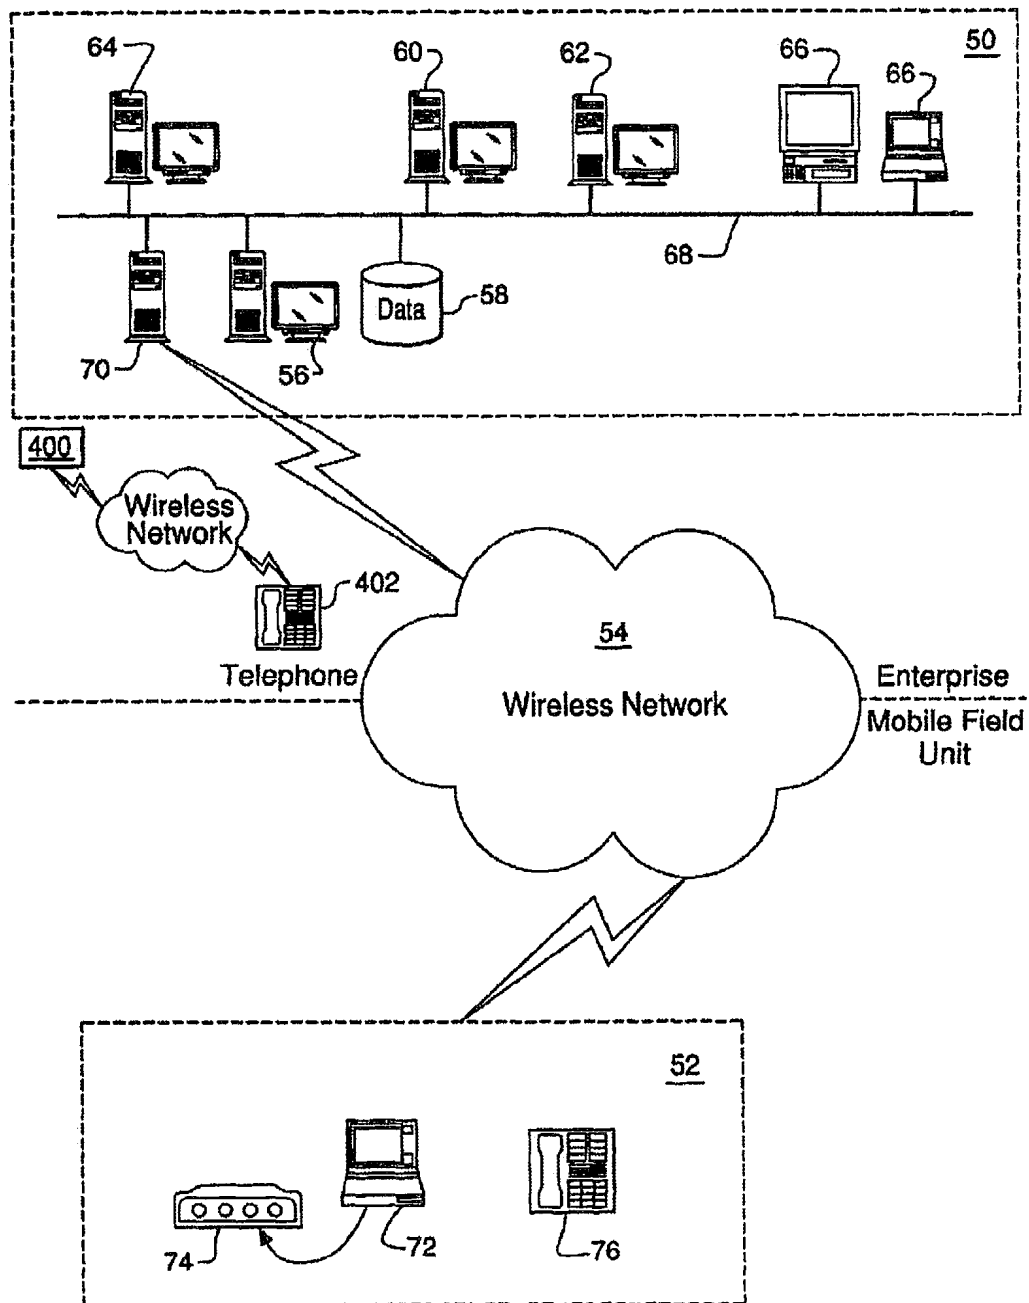 64
60
62
66
66
50
68
Data
58
70
56
400
Wireless
Network
402
Telephone
54
Wireless Network
Enterprise
Mobile Field
Unit
52
74
72
76